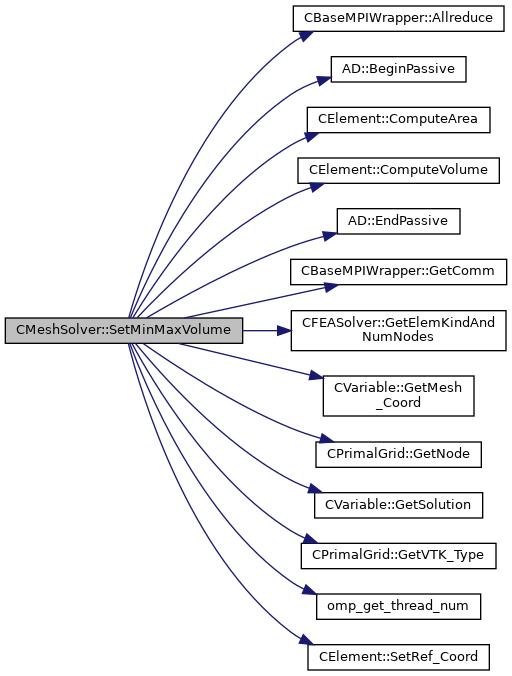 CBaseMPIWrapper::Allreduce
AD::BeginPassive
CElement::ComputeArea
CElement::ComputeVolume
AD::EndPassive
CBaseMPIWrapper::GetComm
CMeshSolver::SetMinMaxVolume
CFEASolver::GetElemKindAnd
NumNodes
CVariable::GetMesh
_Coord
CPrimalGrid::GetNode
CVariable::GetSolution
CPrimalGrid::GetVTK_Type
omp_get_thread_num
CElement::SetRef_Coord